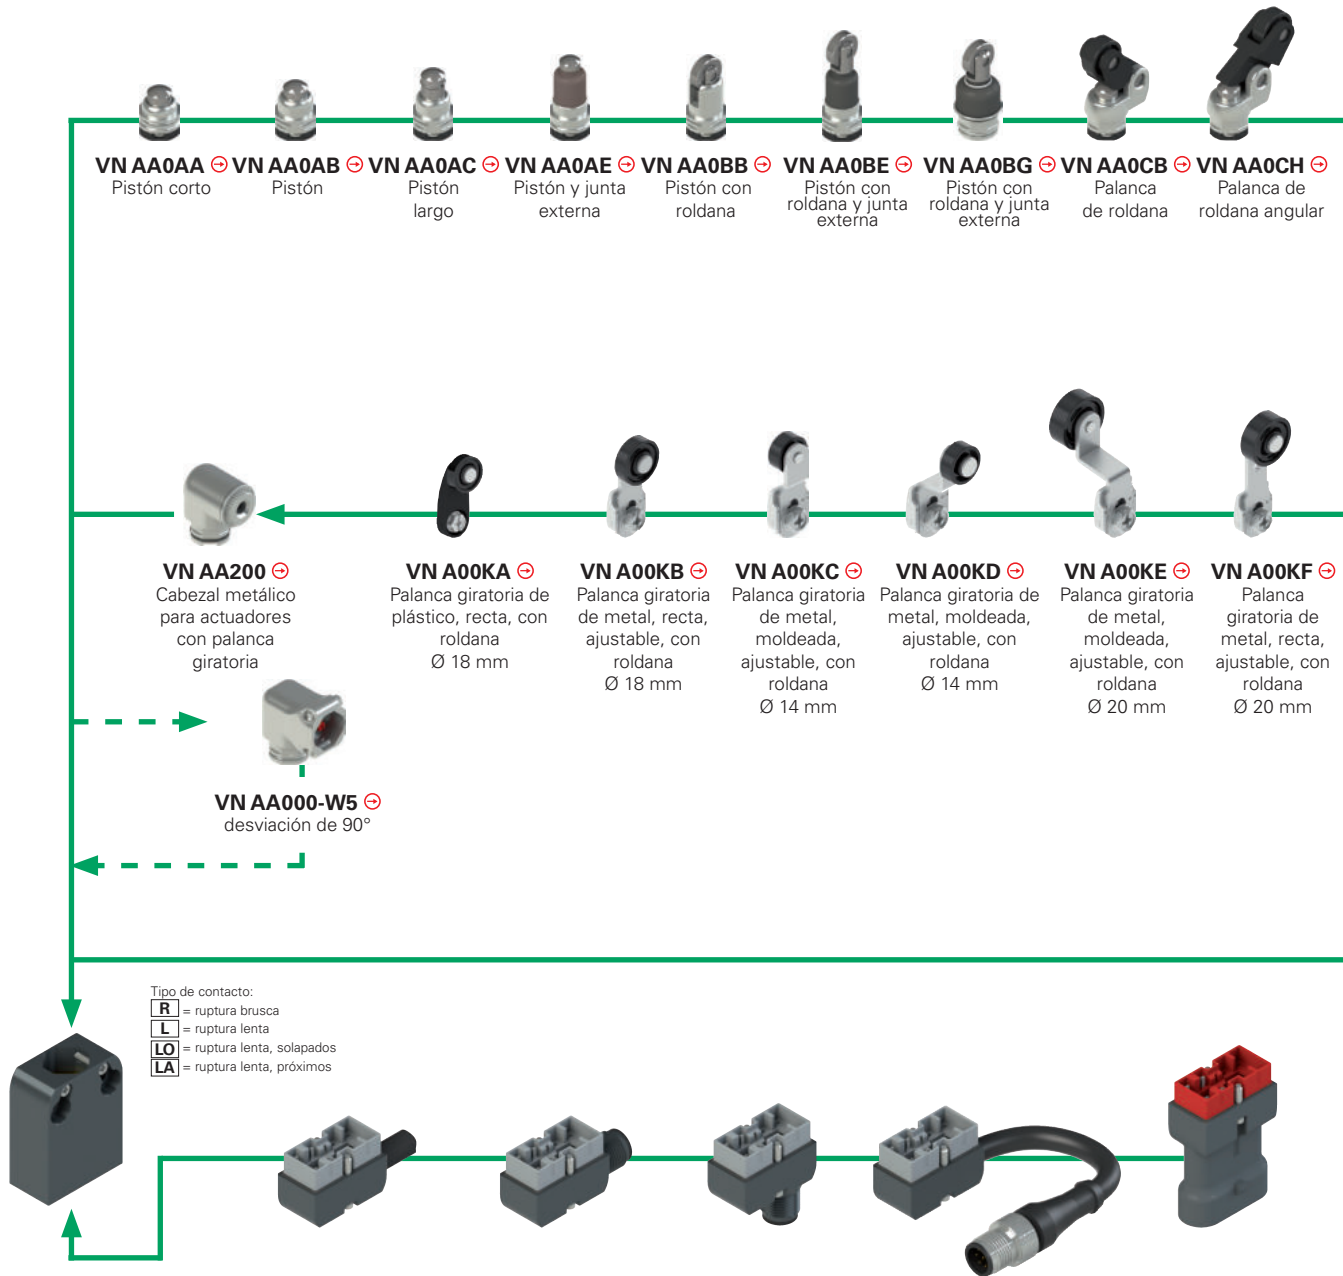 VN AA0AA
Pistón corto
VN AA0AB
Pistón
VN AA0AC
Pistón
largo
VN AA0AE
Pistón y junta
externa
VN AA0BB
Pistón con
roldana
VN AA0BE
Pistón con
roldana y junta
externa
VN AA0BG
Pistón con
roldana y junta
externa
VN AA0CB
Palanca
de roldana
VN AA0CH
Palanca de
roldana angular
VN AA200
Cabezal metálico
para actuadores
con palanca
giratoria
VN A00KA
Palanca giratoria de
plástico, recta, con
roldana
Ø 18 mm
VN A00KB
Palanca giratoria
de metal, recta,
ajustable, con
roldana
Ø 18 mm
VN A00KC
Palanca giratoria
de metal,
moldeada,
ajustable, con
roldana
Ø 14 mm
VN A00KD
Palanca giratoria de
metal, moldeada,
ajustable, con
roldana
Ø 14 mm
VN A00KE
Palanca giratoria
de metal,
moldeada,
ajustable, con
roldana
Ø 20 mm
VN A00KF
Palanca
giratoria de
metal, recta,
ajustable, con
roldana
Ø 20 mm
VN AA000-W5
desviación de 90°
Tipo de contacto:
R = ruptura brusca
L = ruptura lenta
LO = ruptura lenta, solapados
LA = ruptura lenta, próximos